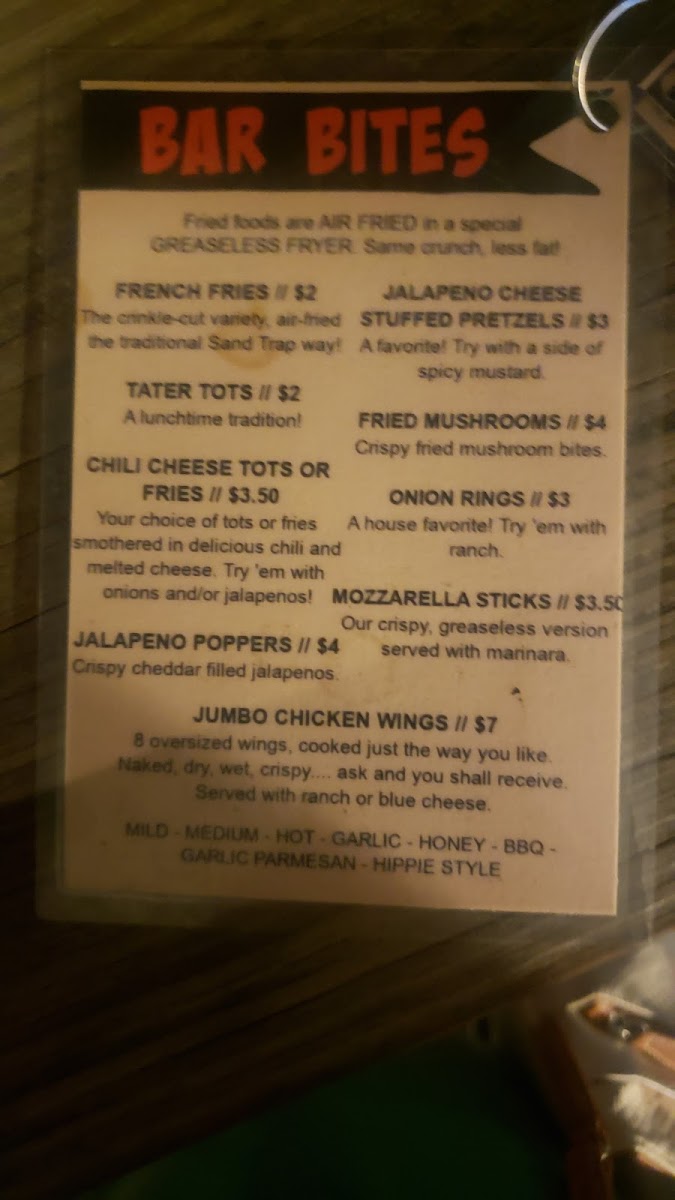 BAR BITES
Fried foods are AIR FRIED in a special
GREASELESS FRYER. Same crunch, less fat!
FRENCH FRIES // $2
The crinkle-cut variety, air-fried
the traditional Sand Trap way!
TATER TOTS // $2
A lunchtime tradition!
CHILI CHEESE TOTS OR
FRIES // $3.50
Your choice of tots or fries
smothered in delicious chili and
melted cheese. Try 'em with
onions and/or jalapenos!
JALAPENO POPPERS // $4
Crispy cheddar filled jalapenos.
JALAPENO CHEESE
STUFFED PRETZELS // $3
A favorite! Try with a side of
spicy mustard.
FRIED MUSHROOMS // $4
Crispy fried mushroom bites.
ONION RINGS // $3
A house favorite! Try 'em with
ranch.
MOZZARELLA STICKS // $3.50
Our crispy, greaseless version
served with marinara.
JUMBO CHICKEN WINGS // $7
8 oversized wings, cooked just the way you like.
Naked, dry, wet, crispy.... ask and you shall receive.
Served with ranch or blue cheese.
MILD - MEDIUM - HOT - GARLIC - HONEY - BBQ -
GARLIC PARMESAN - HIPPIE STYLE